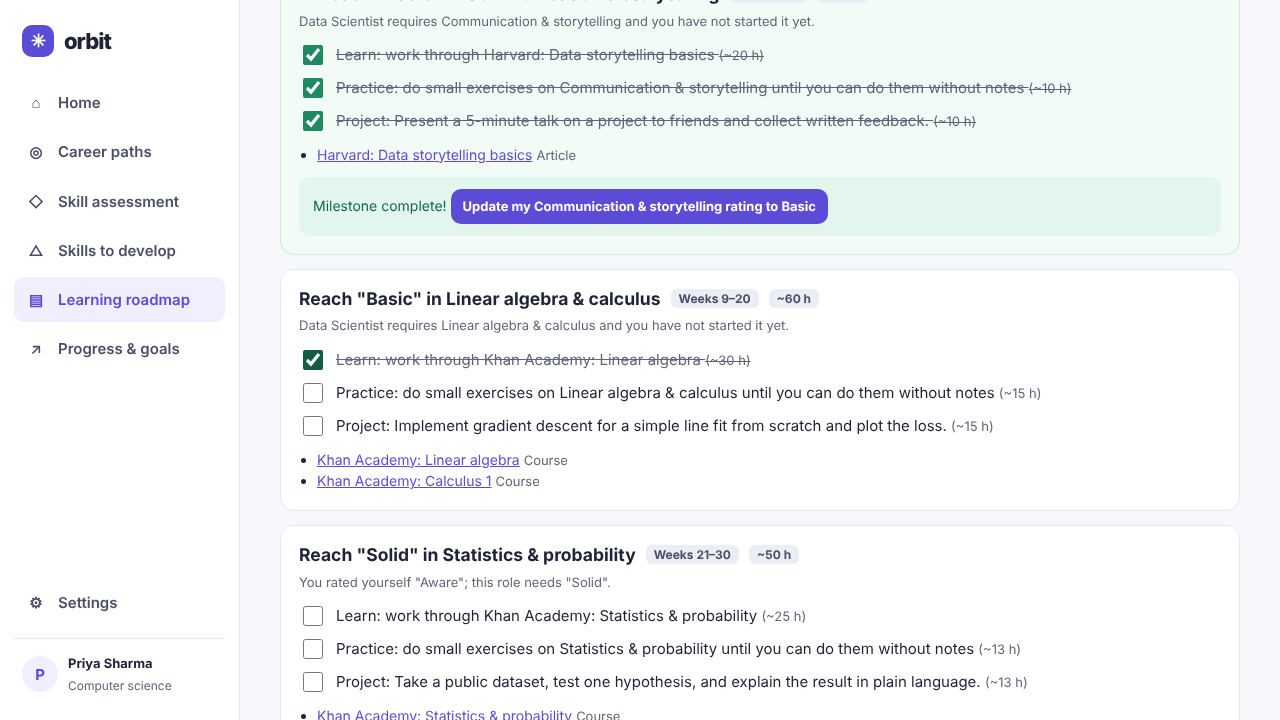 orbit
Home
Career paths
Skill assessment
Skills to develop
Learning roadmap
Progress & goals
Settings
P
Priya Sharma
Computer science
Data Scientist requires Communication & storytelling and you have not started it yet.
Learn: work through Harvard: Data storytelling basics (~20 h)
Practice: do small exercises on Communication & storytelling until you can do them without notes (~10 h)
Project: Present a 5-minute talk on a project to friends and collect written feedback. (~10 h)
Harvard: Data storytelling basics Article
Milestone complete! Update my Communication & storytelling rating to Basic
Reach "Basic" in Linear algebra & calculus Weeks 9–20 ~60 h
Data Scientist requires Linear algebra & calculus and you have not started it yet.
Learn: work through Khan Academy: Linear algebra (~30 h)
Practice: do small exercises on Linear algebra & calculus until you can do them without notes (~15 h)
Project: Implement gradient descent for a simple line fit from scratch and plot the loss. (~15 h)
Khan Academy: Linear algebra Course
Khan Academy: Calculus 1 Course
Reach "Solid" in Statistics & probability Weeks 21–30 ~50 h
You rated yourself "Aware"; this role needs "Solid".
Learn: work through Khan Academy: Statistics & probability (~25 h)
Practice: do small exercises on Statistics & probability until you can do them without notes (~13 h)
Project: Take a public dataset, test one hypothesis, and explain the result in plain language. (~13 h)
Khan Academy: Statistics & probability Course